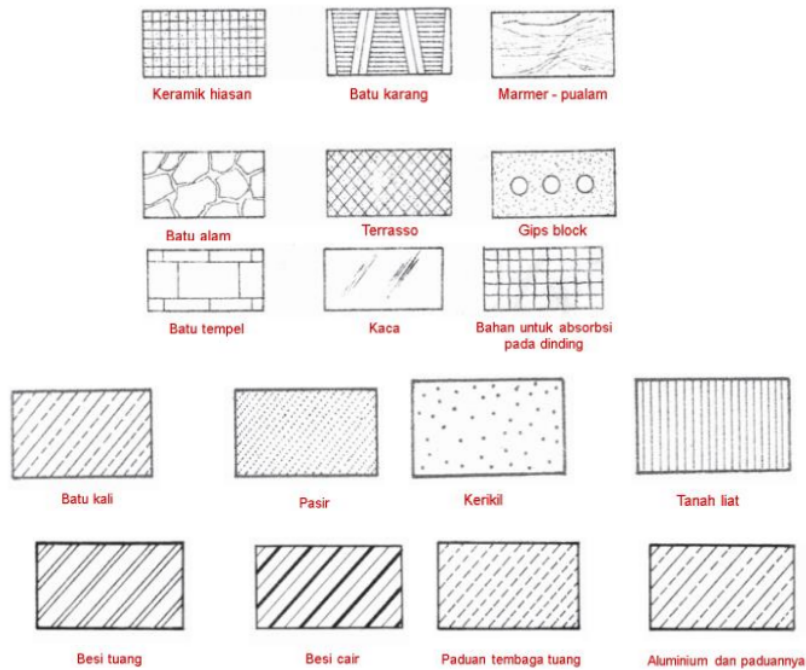 Keramik hiasan
Batu karang
Marmer - pualam
Batu alam
Terrasso
Gips block
Batu tempel
Kaca
Bahan untuk absorbsi
pada dinding
Batu kali
Pasir
Kerikil
Tanah liat
Besi tuang
Besi cair
Paduan tembaga tuang
Aluminium dan paduannya